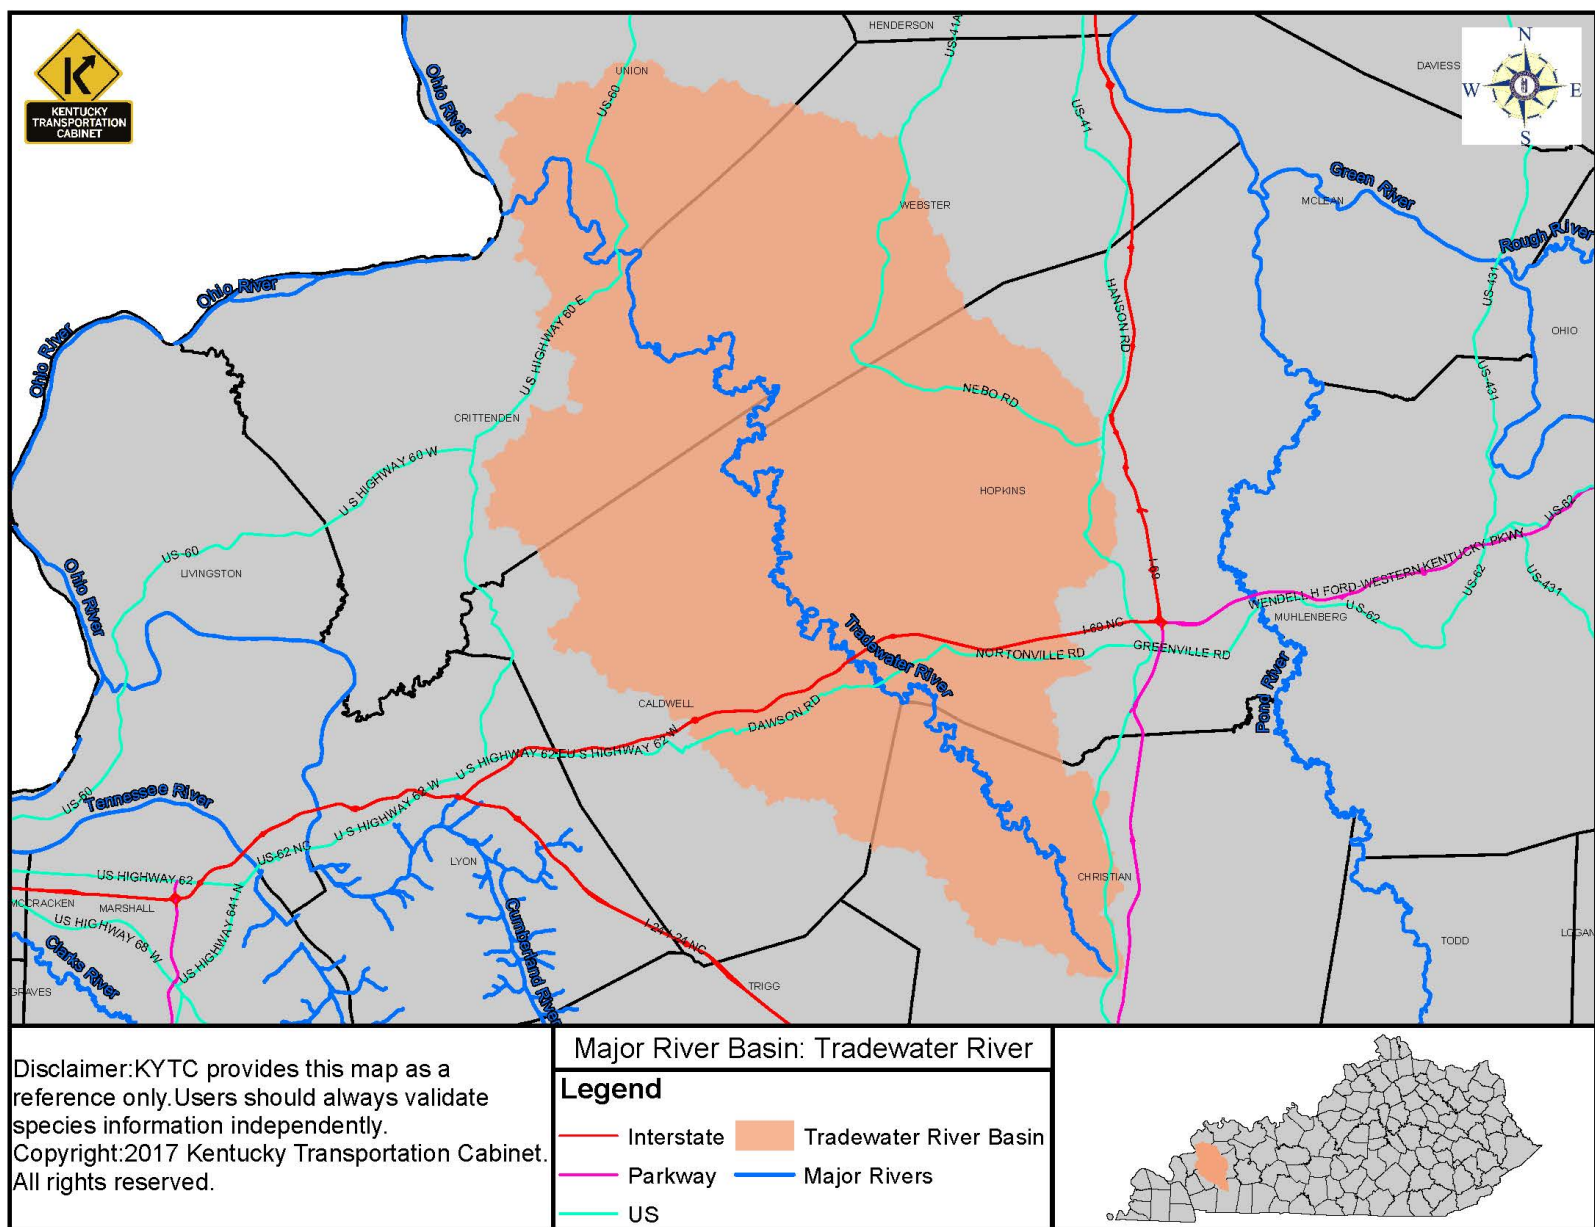 HENDERSON
N
UNION
US-41A
DAVIESS
Ohio River
US-60
W
E
KENTUCKY
TRANSPORTATION
CABINET
US-41
S
Green River
WEBSTER
MCLEAN
Rough River
Ohio River
US-431
HANSON RD
Ohio River
U S HIGHWAY 60 E
OHIO
US-431
NEBO RD
CRITTENDEN
U S HIGHWAY 60 W
HOPKINS
US-62
US-60
WENDELL H FORD-WESTERN KENTUCKY PKWY
I-69
LIVINGSTON
US-62
US-431
Ohio River
U S-62
MUHLENBERG
Tradewater River
I-69 NC
NORTONVILLE RD
GREENVILLE RD
CALDWELL
Pond River
DAWSON RD
U S HIGHWAY 62 E
U S HIGHWAY 62 W
US-60
Tennessee River
U S HIGHWAY 62 W
US-62 NC
LYON
US HIGHWAY 62
CHRISTIAN
MCCRACKEN
MARSHALL
US HIGHWAY 68 W
US HIGHWAY 641 N
Cumberland River
I-24
I-24 NC
TODD
LOGAN
Clarks River
GRAVES
TRIGG
Disclaimer:KYTC provides this map as a
reference only.Users should always validate
species information independently.
Copyright:2017 Kentucky Transportation Cabinet.
All rights reserved.
Major River Basin: Tradewater River
Legend
Interstate
Tradewater River Basin
Parkway
Major Rivers
US